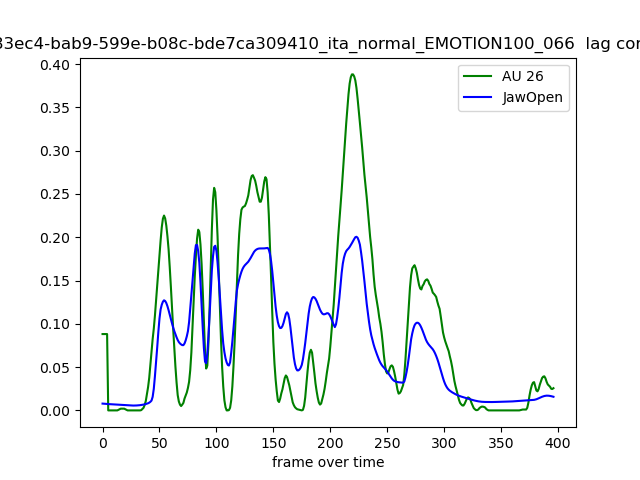 33ec4-bab9-599e-b08c-bde7ca309410_ita_normal_EMOTION100_066 lag cor
AU 26
JawOpen
0.40
0.35
0.30
0.25
0.20
0.15
0.10
0.05
0.00
0 50 100 150 200 250 300 350 400
frame over time